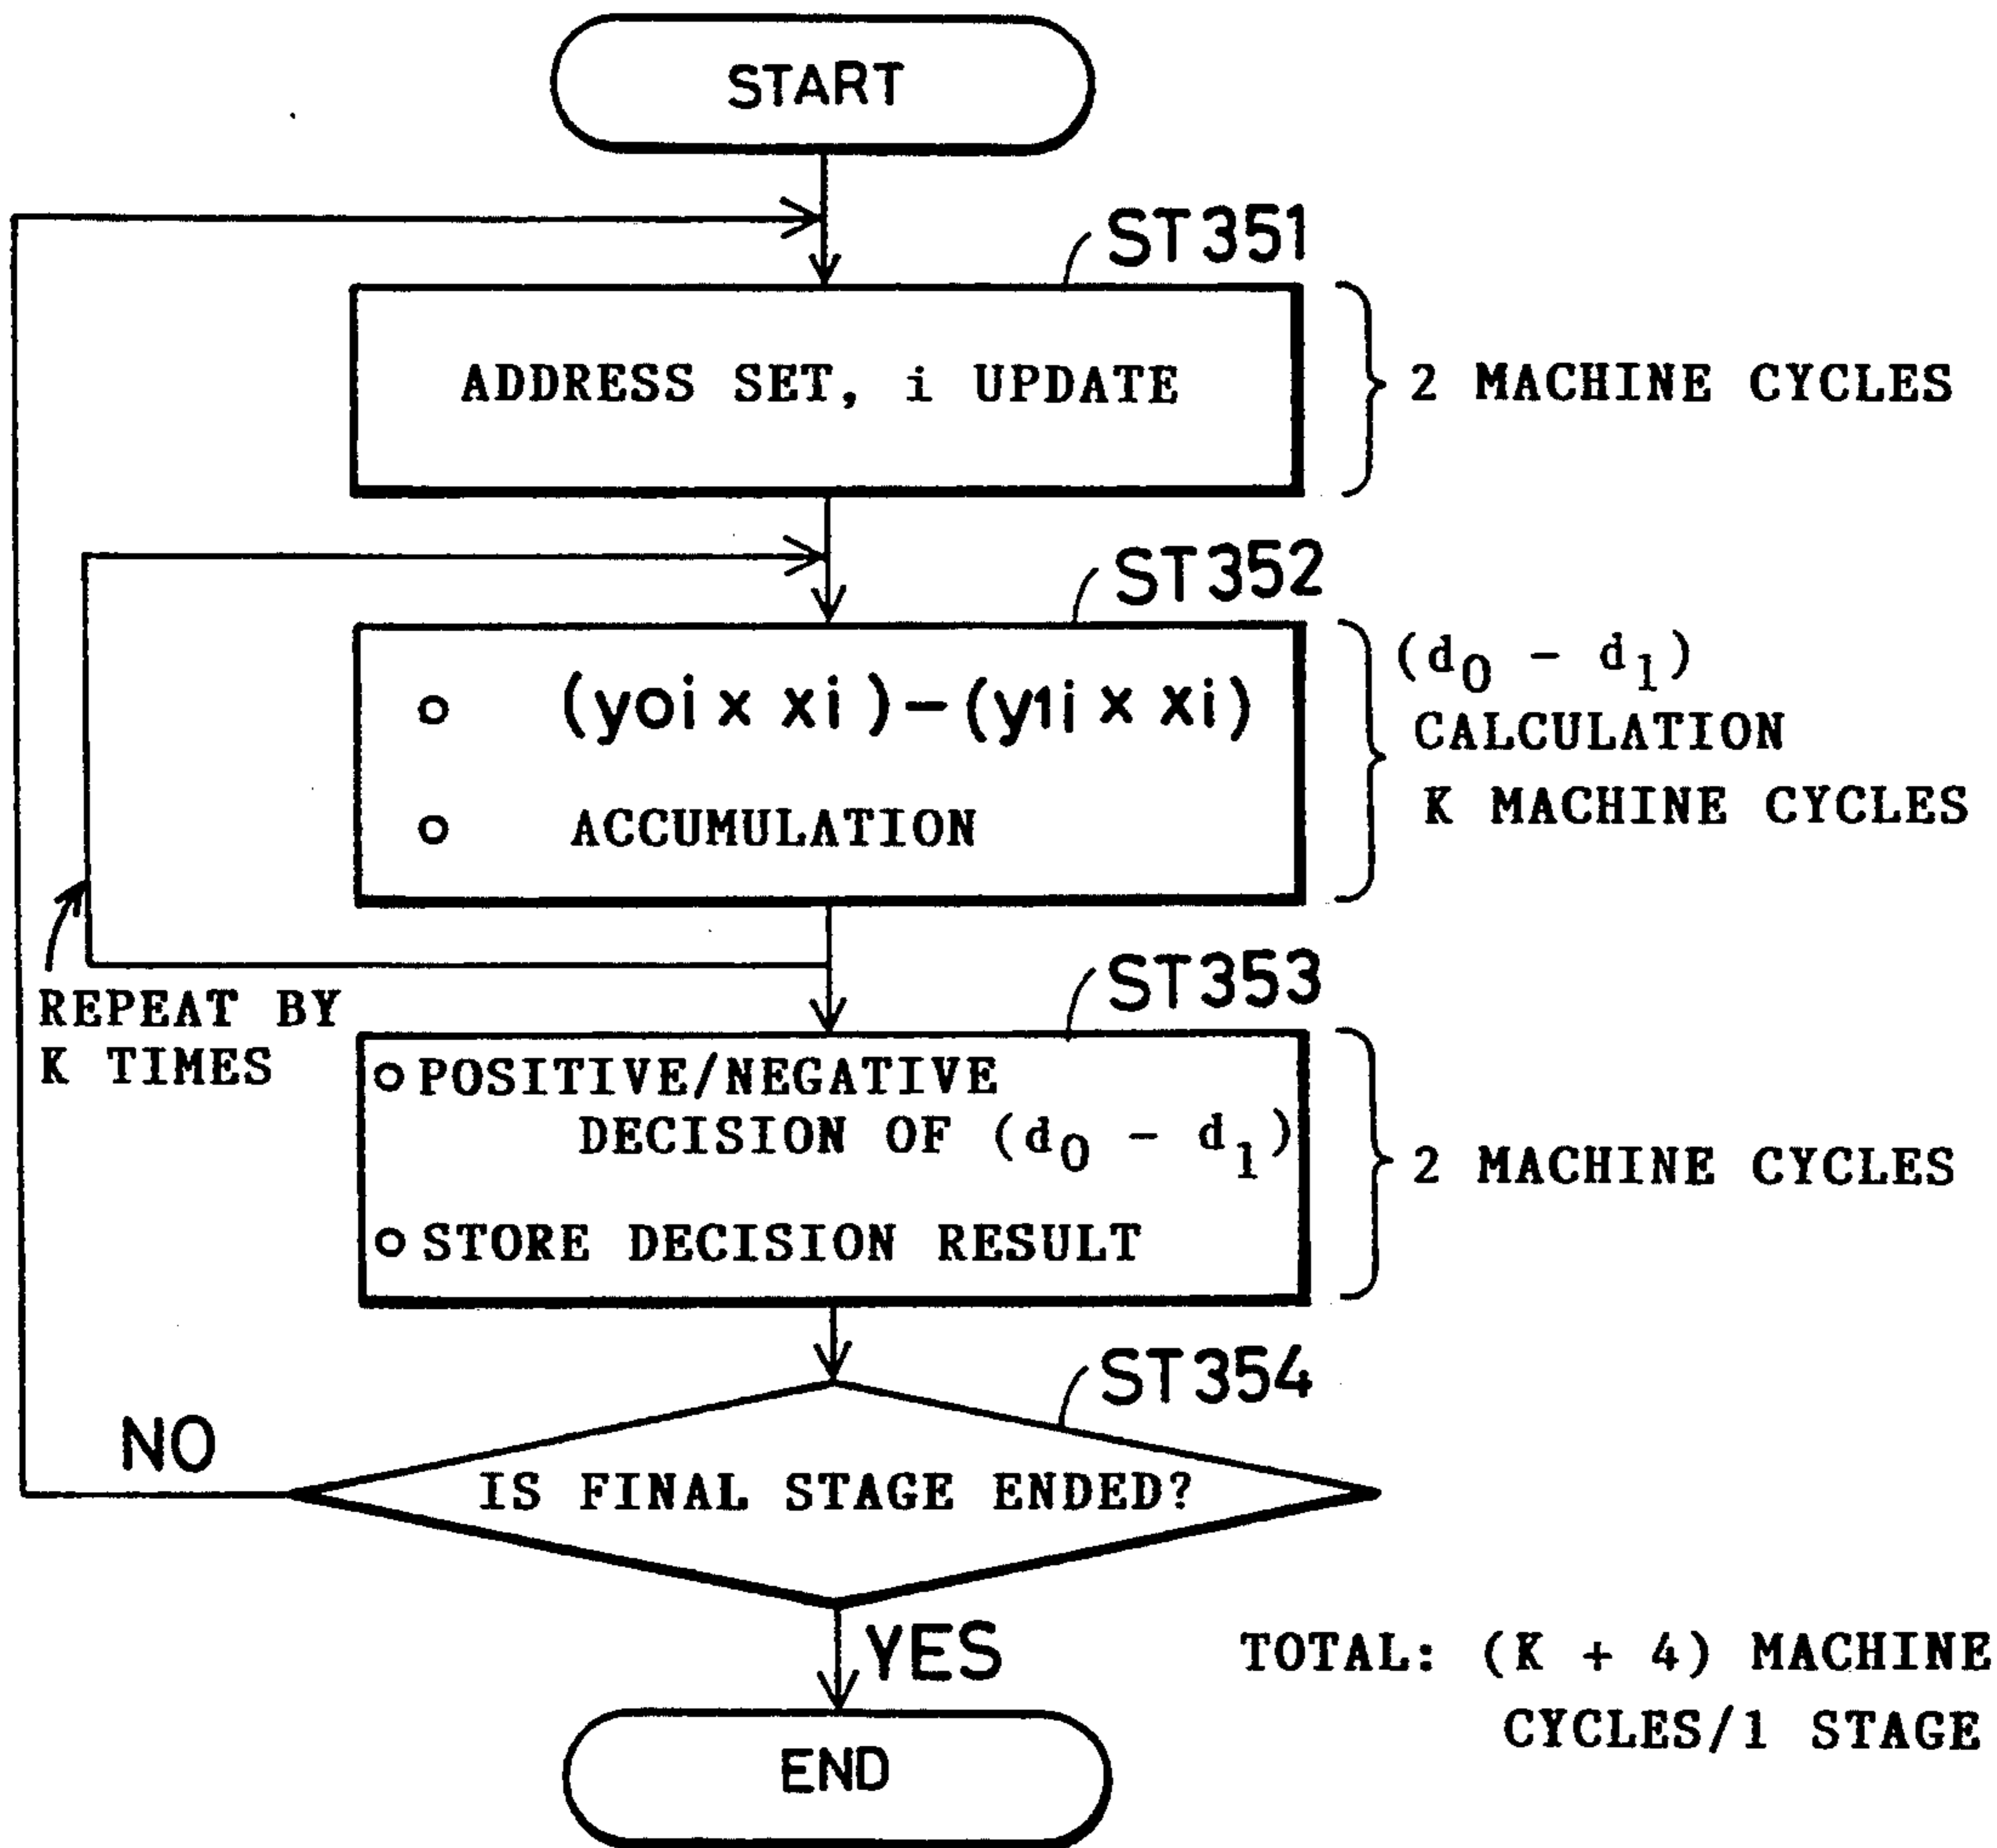 START
ST351
ADDRESS SET, i UPDATE
2 MACHINE CYCLES
ST352
(y0i x xi) - (y1i x xi)
ACCUMULATION
(d0 - d1)
CALCULATION
K MACHINE CYCLES
REPEAT BY
K TIMES
ST353
POSITIVE/NEGATIVE
DECISION OF (d0 - d1)
STORE DECISION RESULT
2 MACHINE CYCLES
ST354
IS FINAL STAGE ENDED?
NO
YES
TOTAL: (K + 4) MACHINE
CYCLES/1 STAGE
END